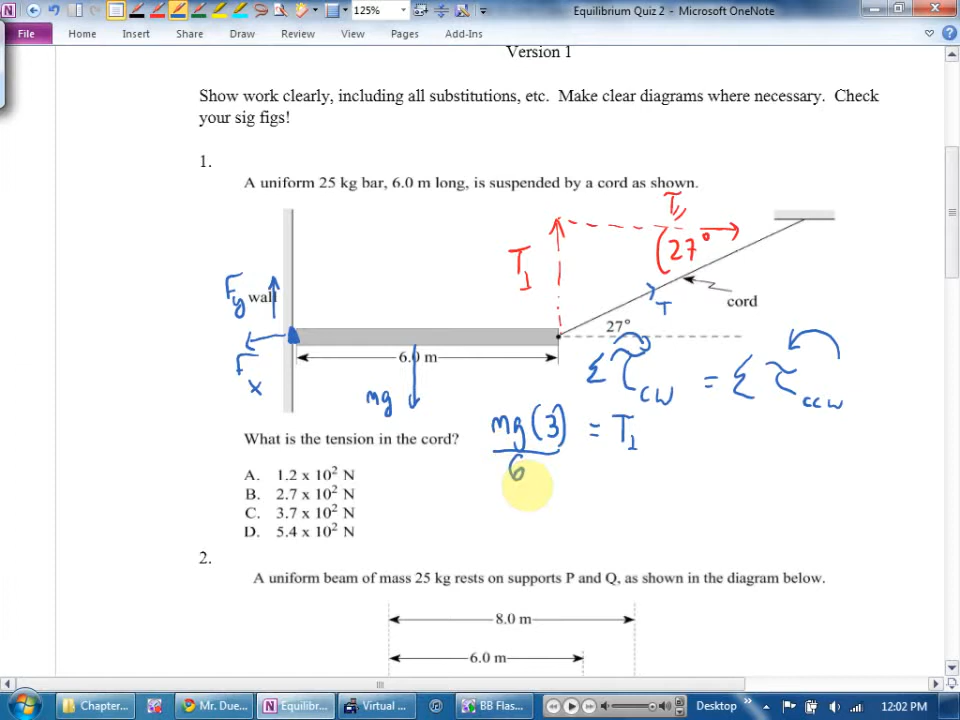 125%
Equilibrium Quiz 2 - Microsoft OneNote
File Home Insert Share Draw Review View Pages Add-Ins
Version 1
Show work clearly, including all substitutions, etc. Make clear diagrams where necessary. Check
your sig figs!
1.
A uniform 25 kg bar, 6.0 m long, is suspended by a cord as shown.
T//
27°
T⊥
Fy
wall
T
cord
27°
Fx
6.0 m
mg
Στcw = Στccw
mg(3) = T⊥
6
What is the tension in the cord?
A. 1.2 x 10² N
B. 2.7 x 10² N
C. 3.7 x 10² N
D. 5.4 x 10² N
2.
A uniform beam of mass 25 kg rests on supports P and Q, as shown in the diagram below.
8.0 m
6.0 m
Chapter... Mr. Due... Equilibri... Virtual ... BB Flas... Desktop » 12:02 PM